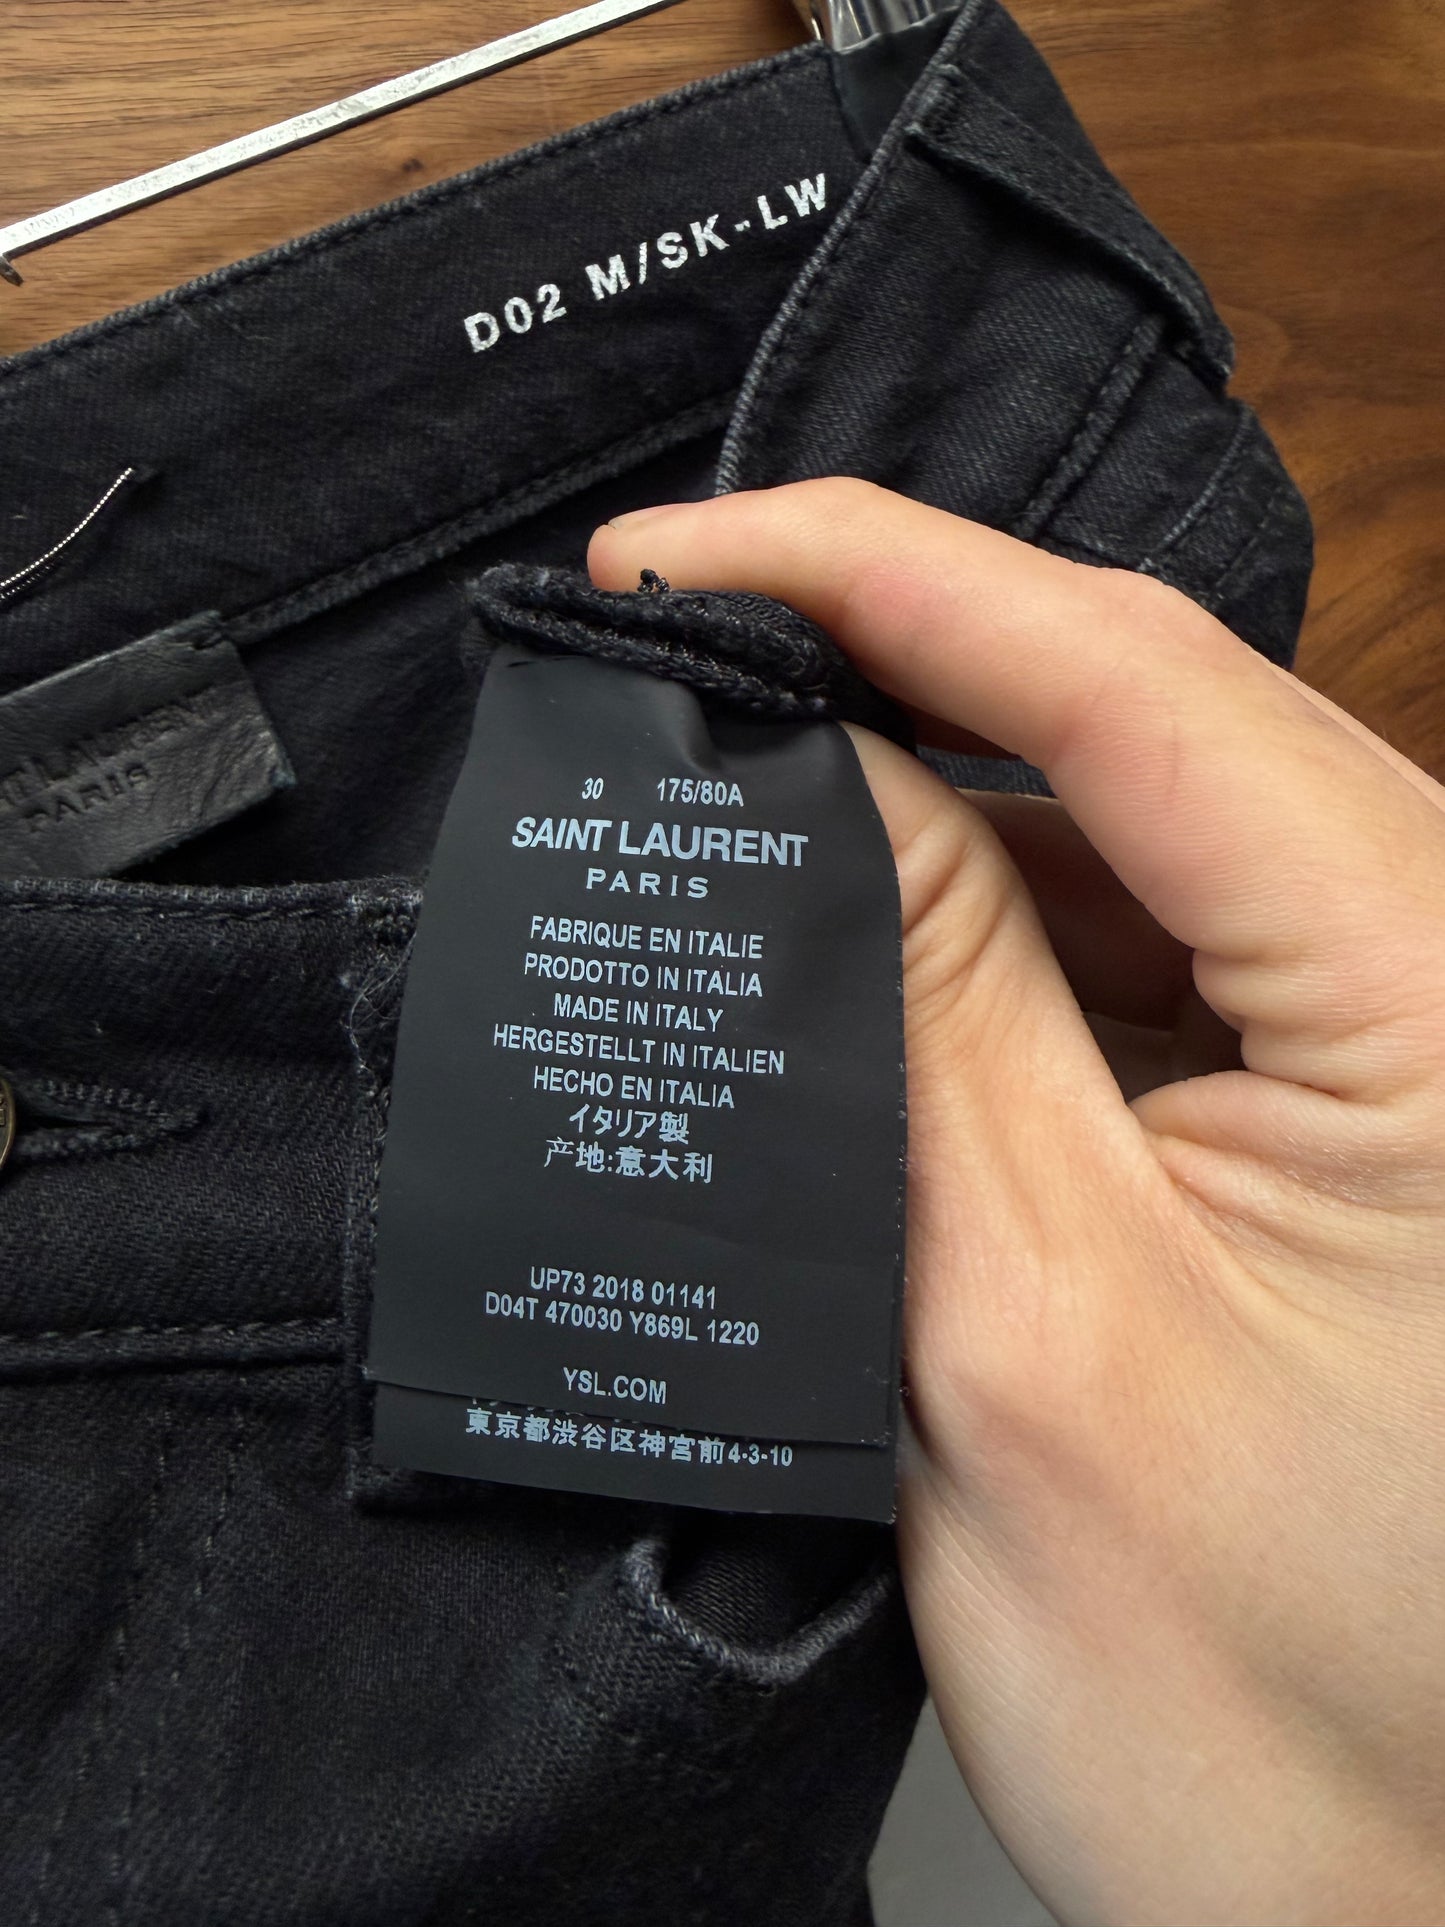 D02 M/SK-LW
PARIS
30 175/80A
SAINT LAURENT
PARIS
FABRIQUE EN ITALIE
PRODOTTO IN ITALIA
MADE IN ITALY
HERGESTELLT IN ITALIEN
HECHO EN ITALIA
イタリア製
产地:意大利
UP73 2018 01141
D04T 470030 Y869L 1220
YSL.COM
東京都渋谷区神宮前4-3-10